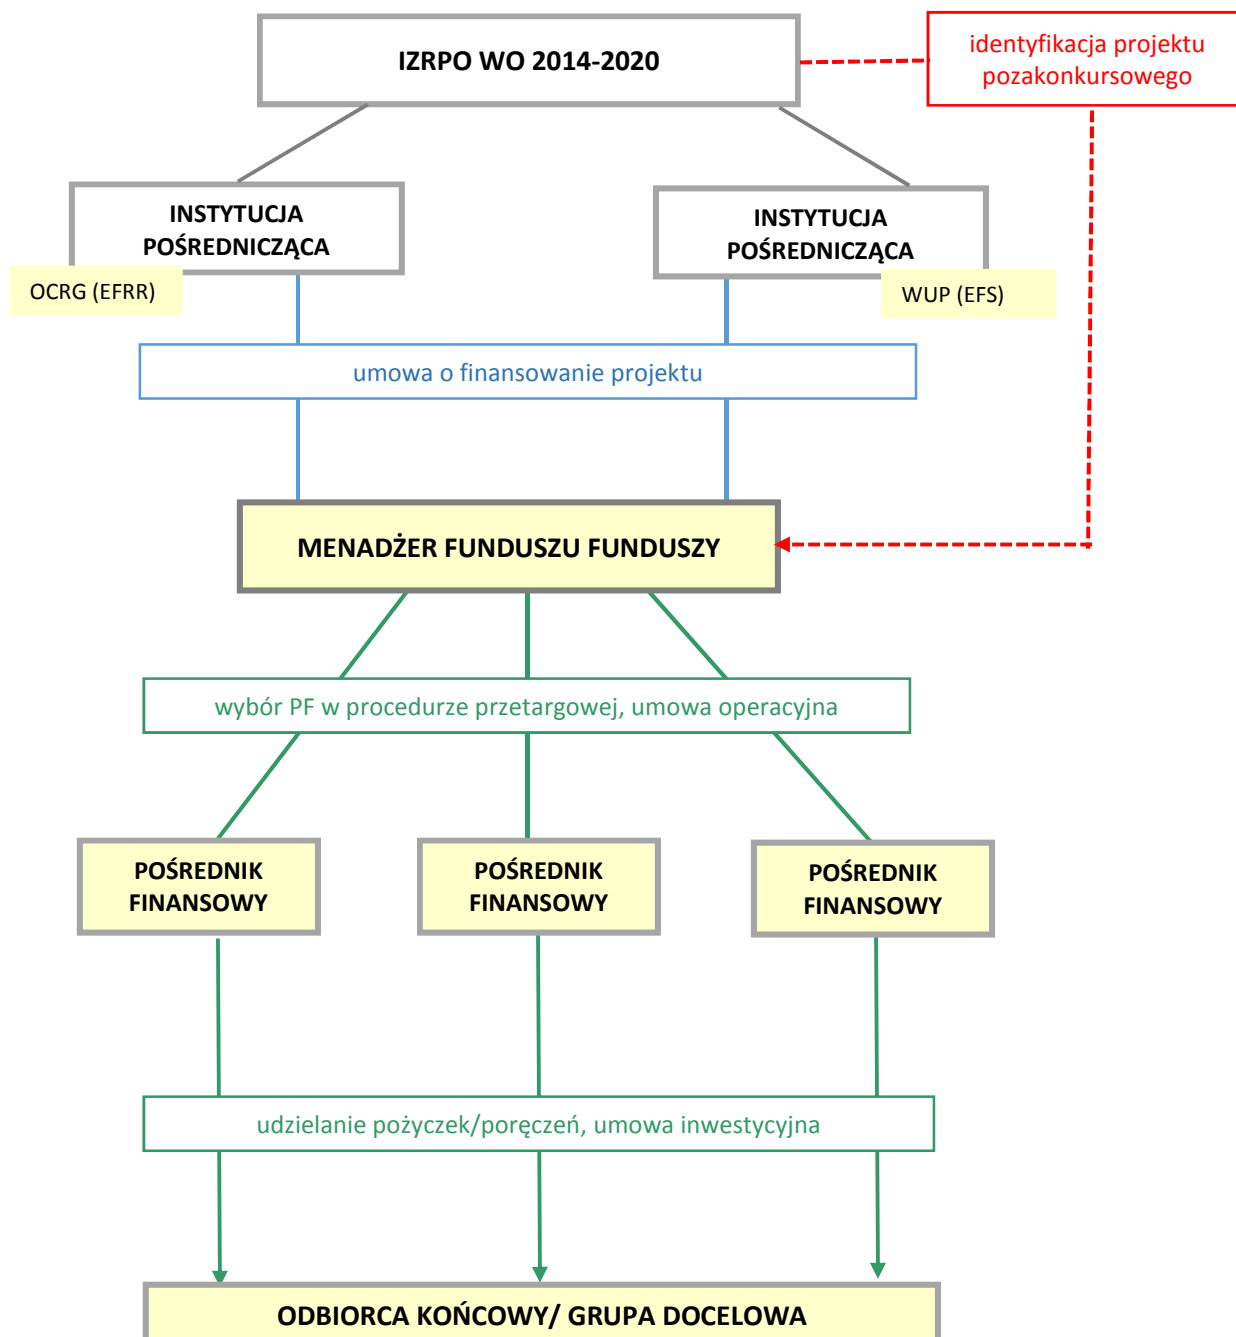 IZRPO WO 2014-2020
identyfikacja projektu
pozakonkursowego
INSTYTUCJA
POŚREDNICZĄCA
INSTYTUCJA
POŚREDNICZĄCA
OCRG (EFRR)
WUP (EFS)
umowa o finansowanie projektu
MENADŻER FUNDUSZU FUNDUSZY
wybór PF w procedurze przetargowej, umowa operacyjna
POŚREDNIK
FINANSOWY
POŚREDNIK
FINANSOWY
POŚREDNIK
FINANSOWY
udzielanie pożyczek/poręczeń, umowa inwestycyjna
ODBIORCA KOŃCOWY/ GRUPA DOCELOWA